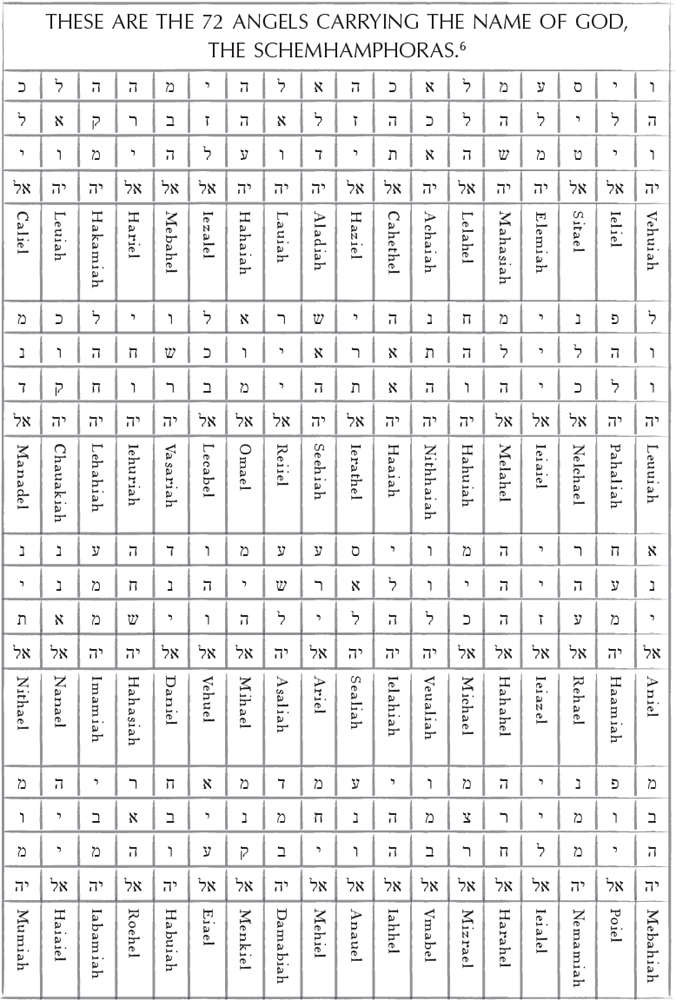 THESE ARE THE 72 ANGELS CARRYING THE NAME OF GOD,
THE SCHEMHAMPHORAS.⁶
ו י ס ע מ ל א כ ה א ל ה י מ ה ה ל כ
ה ל י ל ה ל כ ה ז ל א ה ז ב ר ק א ל
ו י ט מ ש ה א ת י ד ו ע ל ה י מ ו י
יה אל אל יה יה אל יה אל אל יה יה יה אל אל אל יה יה אל
Vehuiah
Ieliel
Sitael
Elemiah
Mahasiah
Lelahel
Achaiah
Cahethel
Haziel
Aladiah
Lauiah
Hahaiah
Iezalel
Mebahel
Hariel
Hakamiah
Leuiah
Caliel
ל פ נ י מ ח נ ה י ש ר א ל ו י ל כ מ
ו ה ל י ל ה ת א ר א י ו כ ש ח ה ו נ
ו ל כ י ה ו ה א ת ה י מ ב ר ו ח ק ד
יה יה אל אל אל יה יה יה אל יה אל אל אל יה יה יה יה אל
Leuuiah
Pahaliah
Nelchael
Ieiaiel
Melahel
Hahuiah
Nithhaiah
Haaiah
Ierathel
Seehiah
Reiiel
Omael
Lecabel
Vasariah
Iehuriah
Lehahiah
Chauakiah
Manadel
א ח ר י ה מ ו י ס ע ע מ ו ד ה ע נ נ
נ ע ה י ה י ו ל א ר ש י ה נ ח מ נ י
י מ ע ז ה כ ל ה ל י ל ה ו י ש מ א ת
אל יה אל אל אל אל יה יה יה אל יה אל אל אל יה יה אל אל
Aniel
Haamiah
Rehael
Ieiazel
Hahahel
Michael
Veualiah
Ielahiah
Sealiah
Ariel
Asaliah
Mihael
Vehuel
Daniel
Hahasiah
Imamiah
Nanael
Nithael
מ פ נ י ה מ ו י ע מ ד מ א ח ר י ה מ
ב ו מ י ר צ מ ה נ ח מ נ י ב א ב י ו
ה י מ ל ח ר ב ה ו י ב ק ע ו ה מ י מ
יה אל יה אל אל אל אל אל אל אל יה אל אל יה אל יה אל יה
Mebahiah
Poiel
Nemamiah
Ieialel
Harahel
Mizrael
Vmabel
Iahhel
Anauel
Mehiel
Damabiah
Menkiel
Eiael
Habuiah
Roehel
Iabamiah
Haiaiel
Mumiah